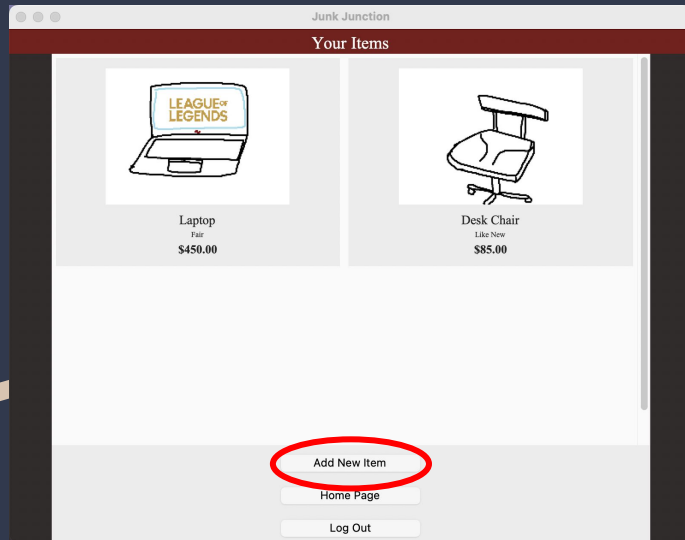 Junk Junction
Your Items
LEAGUE OF
LEGENDS
Laptop
Fair
$450.00
Desk Chair
Like New
$85.00
Add New Item
Home Page
Log Out